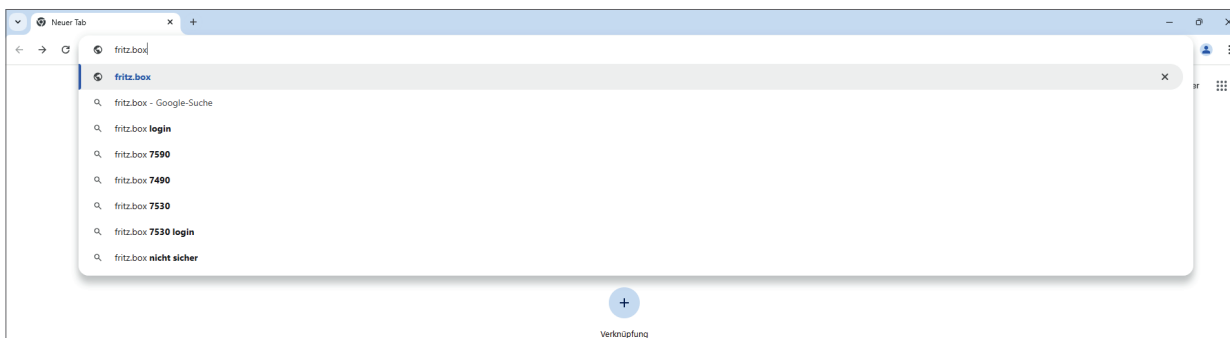 Neuer Tab
fritz.box
fritz.box
er
fritz.box - Google-Suche
fritz.box login
fritz.box 7590
fritz.box 7490
fritz.box 7530
fritz.box 7530 login
fritz.box nicht sicher
Verknüpfung